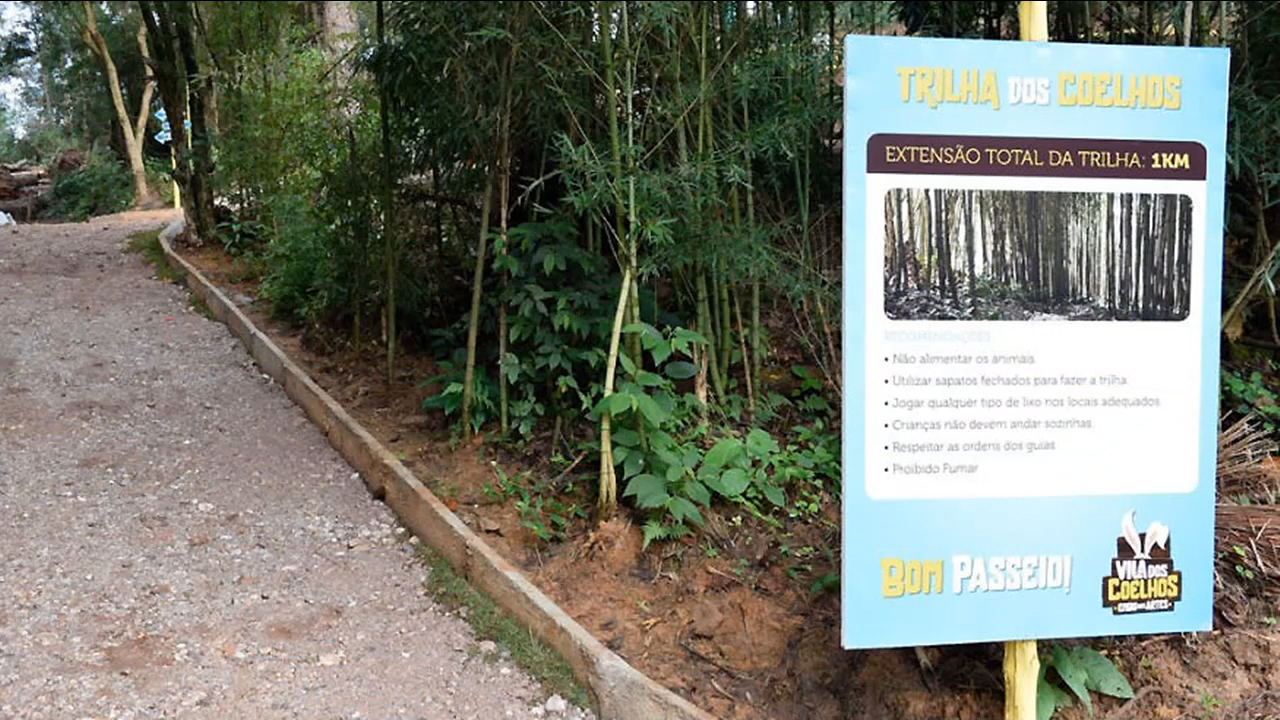 TRILHA DOS COELHOS
EXTENSÃO TOTAL DA TRILHA: 1KM
• Não alimentar os animais.
• Utilizar sapatos fechados para fazer a trilha.
• Jogar qualquer tipo de lixo nos locais adequados.
• Crianças não devem andar sozinhas.
• Respeitar as ordens dos guias
• Proibido Fumar
BOM PASSEIO!
VILA DOS
COELHOS